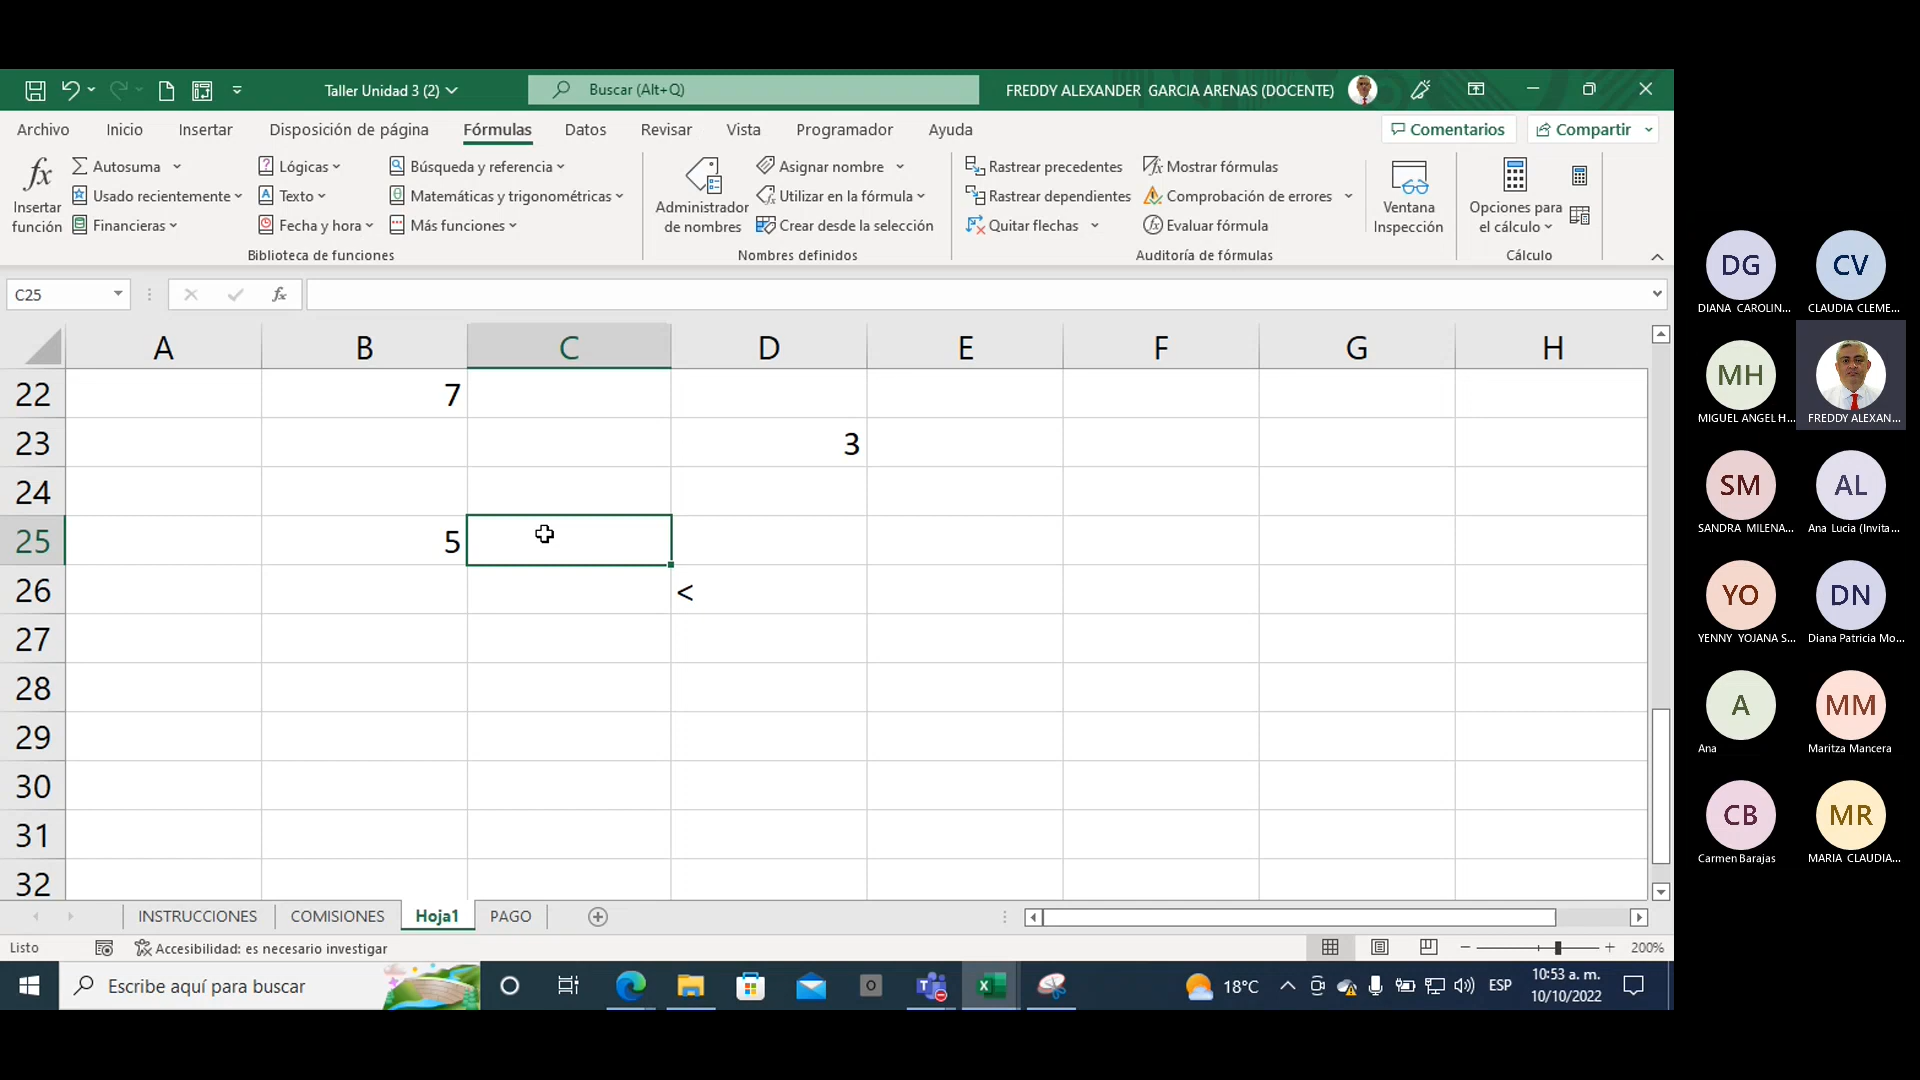 Taller Unidad 3 (2)
Buscar (Alt+Q)
FREDDY ALEXANDER GARCIA ARENAS (DOCENTE)
Archivo Inicio Insertar Disposición de página Fórmulas Datos Revisar Vista Programador Ayuda
Comentarios Compartir
Insertar función
Autosuma
Usado recientemente
Financieras
Lógicas
Texto
Fecha y hora
Búsqueda y referencia
Matemáticas y trigonométricas
Más funciones
Biblioteca de funciones
Administrador de nombres
Asignar nombre
Utilizar en la fórmula
Crear desde la selección
Nombres definidos
Rastrear precedentes
Rastrear dependientes
Quitar flechas
Mostrar fórmulas
Comprobación de errores
Evaluar fórmula
Auditoría de fórmulas
Ventana Inspección
Opciones para el cálculo
Cálculo
C25
fx
A B C D E F G H
22 7
23 3
24
25 5
26 <
27
28
29
30
31
32
INSTRUCCIONES COMISIONES Hoja1 PAGO
Listo
Accesibilidad: es necesario investigar
200%
Escribe aquí para buscar
18°C
ESP
10:53 a. m.
10/10/2022
DG CV
DIANA CAROLIN... CLAUDIA CLEME...
MH
MIGUEL ANGEL H... FREDDY ALEXAN...
SM AL
SANDRA MILENA... Ana Lucia (Invita...
YO DN
YENNY YOJANA S... Diana Patricia Mo...
A MM
Ana Maritza Mancera
CB MR
Carmen Barajas MARIA CLAUDIA...